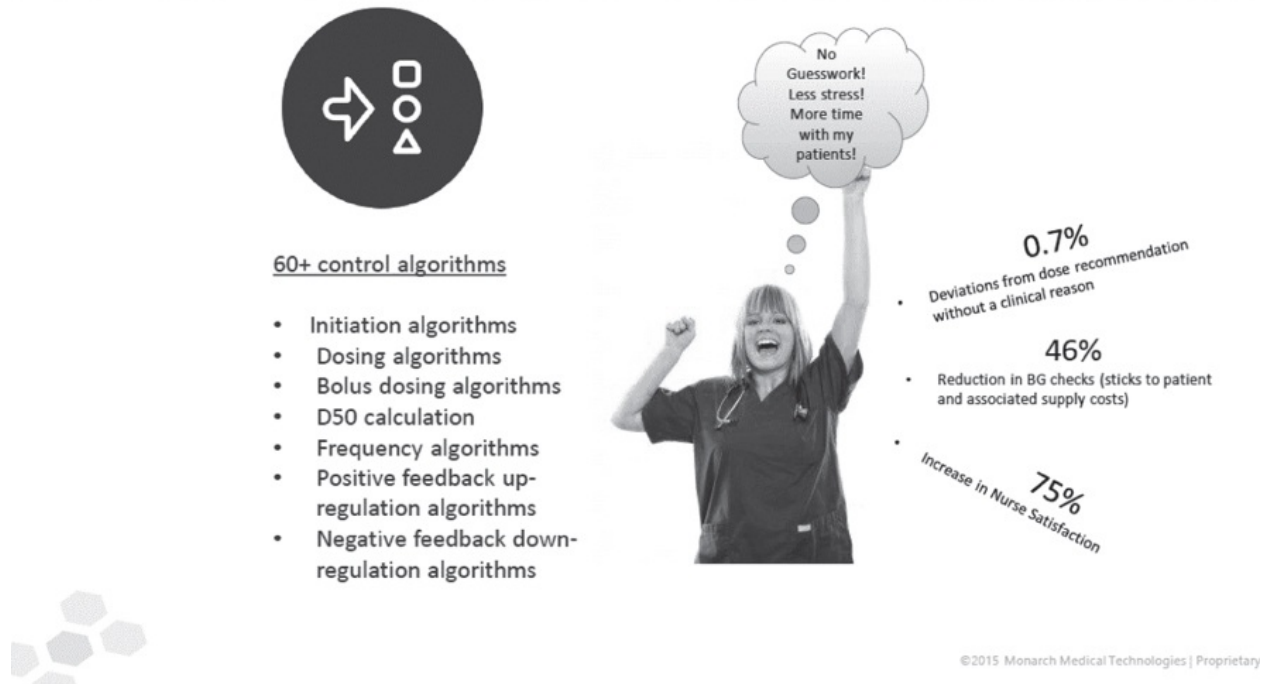 No
Guesswork!
Less stress!
More time
with my
patients!
60+ control algorithms
• Initiation algorithms
• Dosing algorithms
• Bolus dosing algorithms
• D50 calculation
• Frequency algorithms
• Positive feedback up-
regulation algorithms
• Negative feedback down-
regulation algorithms
0.7%
• Deviations from dose recommendation
without a clinical reason
46%
• Reduction in BG checks (sticks to patient
and associated supply costs)
75%
• Increase in Nurse Satisfaction
©2015 Monarch Medical Technologies | Proprietary